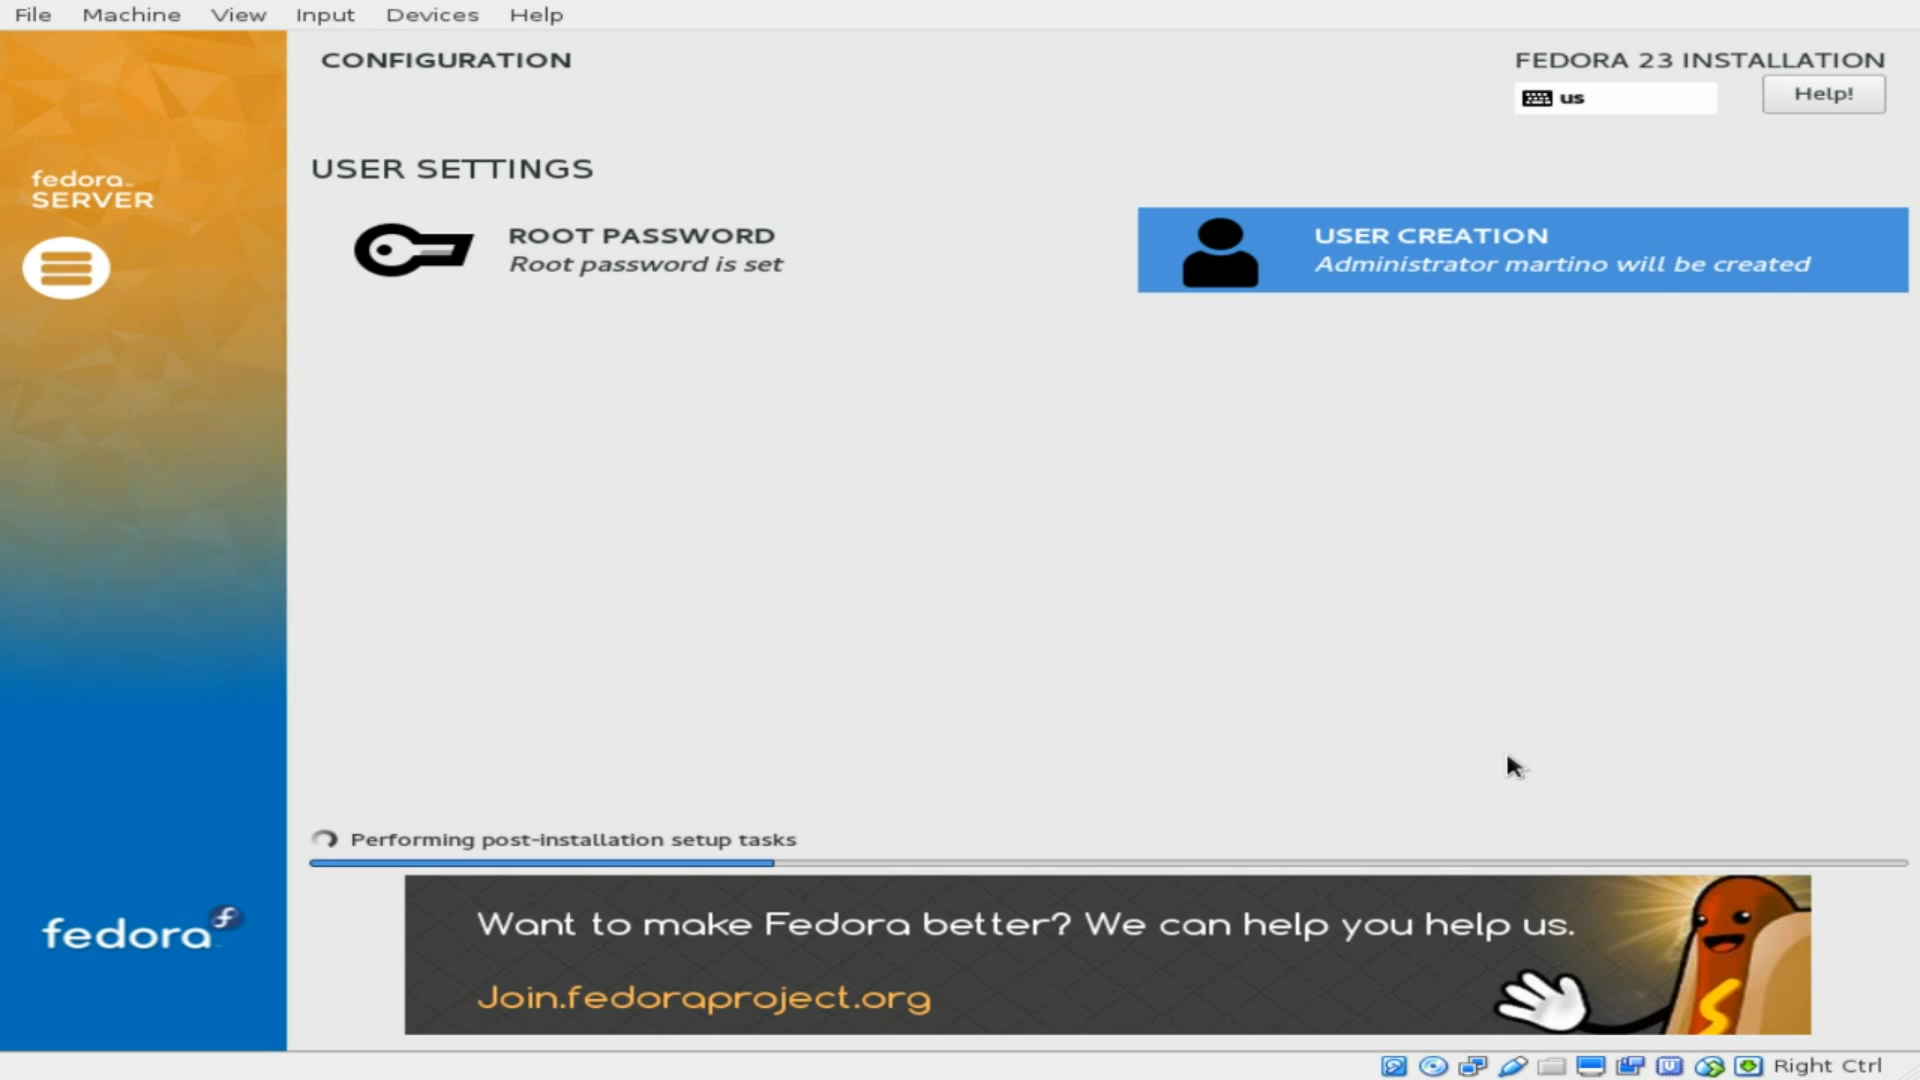 File Machine View Input Devices Help
CONFIGURATION
FEDORA 23 INSTALLATION
us
Help!
fedora
SERVER
USER SETTINGS
ROOT PASSWORD
Root password is set
USER CREATION
Administrator martino will be created
Performing post-installation setup tasks
Want to make Fedora better? We can help you help us.
Join.fedoraproject.org
fedora
Right Ctrl